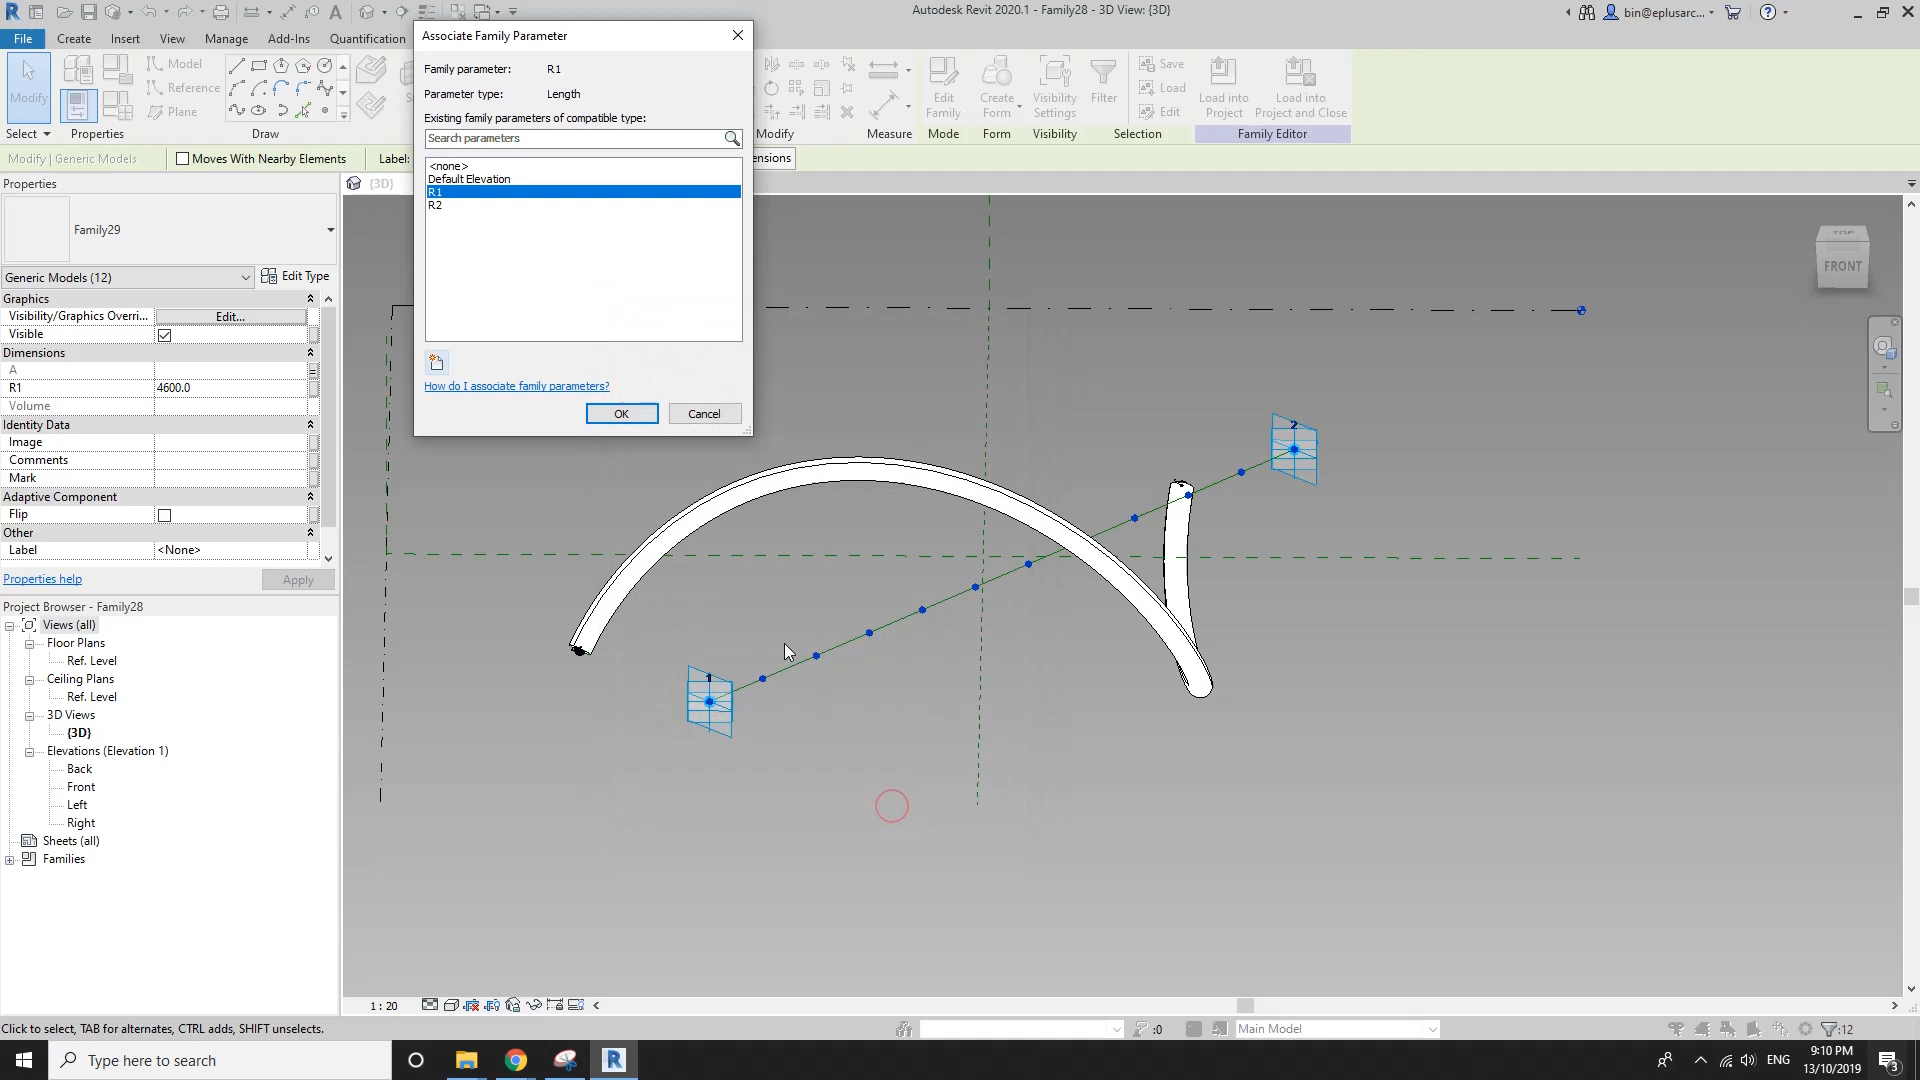 Autodesk Revit 2020.1 - Family28 - 3D View: {3D}
bin@eplusarc...
File Create Insert View Manage Add-Ins Quantification
Modify
Model
Reference
Plane
Edit Family
Create Form
Visibility Settings
Filter
Save
Load
Edit
Load into Project
Load into Project and Close
Select Properties Draw Modify Measure Mode Form Visibility Selection Family Editor
Modify | Generic Models
Moves With Nearby Elements
Label:
ensions
Associate Family Parameter
Family parameter: R1
Parameter type: Length
Existing family parameters of compatible type:
Search parameters
<none>
Default Elevation
R1
R2
How do I associate family parameters?
OK Cancel
Properties
Family29
Generic Models (12)
Edit Type
Graphics
Visibility/Graphics Overri... Edit...
Visible
Dimensions
A =
R1 4600.0
Volume
Identity Data
Image
Comments
Mark
Adaptive Component
Flip
Other
Label <None>
Properties help Apply
Project Browser - Family28
Views (all)
Floor Plans
Ref. Level
Ceiling Plans
Ref. Level
3D Views
{3D}
Elevations (Elevation 1)
Back
Front
Left
Right
Sheets (all)
Families
{3D}
TOP
FRONT
1
2
1 : 20
Click to select, TAB for alternates, CTRL adds, SHIFT unselects.
:0
Main Model
:12
Type here to search
ENG
9:10 PM
13/10/2019
3